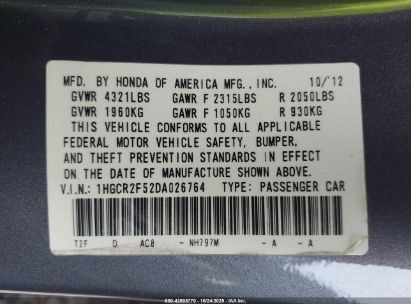 MFD. BY HONDA OF AMERICA MFG., INC. 10/'12
GVWR 4321LBS GAWR F 2315LBS R 2050LBS
GVWR 1960KG GAWR F 1050KG R 930KG
THIS VEHICLE CONFORMS TO ALL APPLICABLE
FEDERAL MOTOR VEHICLE SAFETY, BUMPER,
AND THEFT PREVENTION STANDARDS IN EFFECT
ON THE DATE OF MANUFACTURE SHOWN ABOVE.
V.I.N.: 1HGCR2F52DA026764 TYPE: PASSENGER CAR
T2F D AC8 - NH797M - A - A